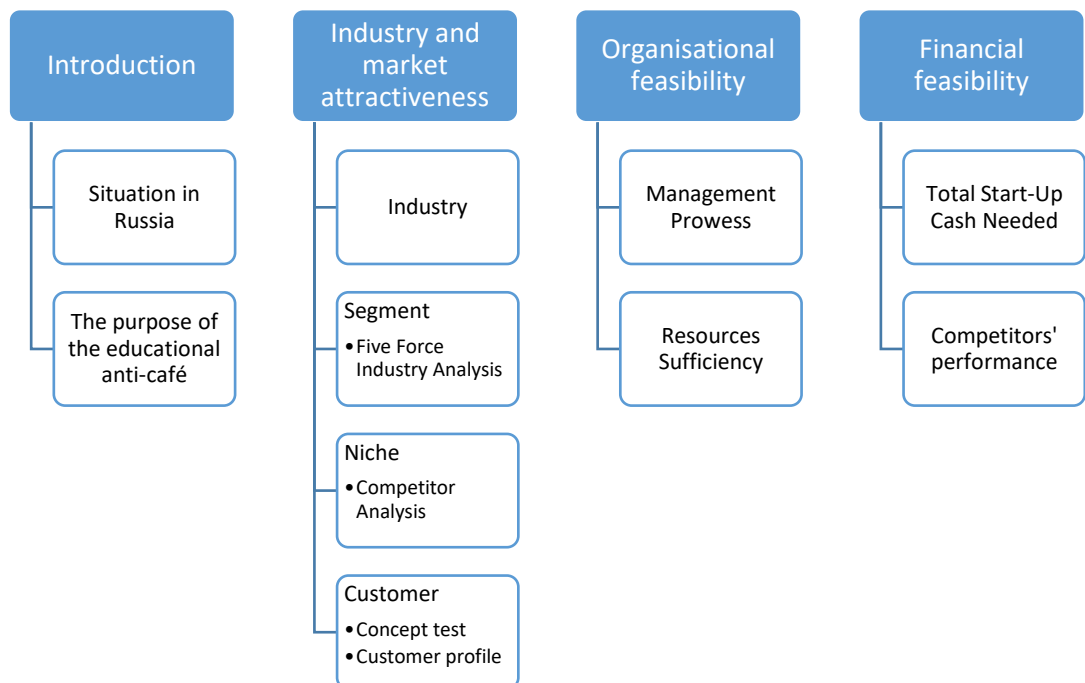 Introduction
Situation in
Russia
The purpose of
the educational
anti-café
Industry and
market
attractiveness
Industry
Segment
•Five Force
Industry Analysis
Niche
•Competitor
Analysis
Customer
•Concept test
•Customer profile
Organisational
feasibility
Management
Prowess
Resources
Sufficiency
Financial
feasibility
Total Start-Up
Cash Needed
Competitors'
performance